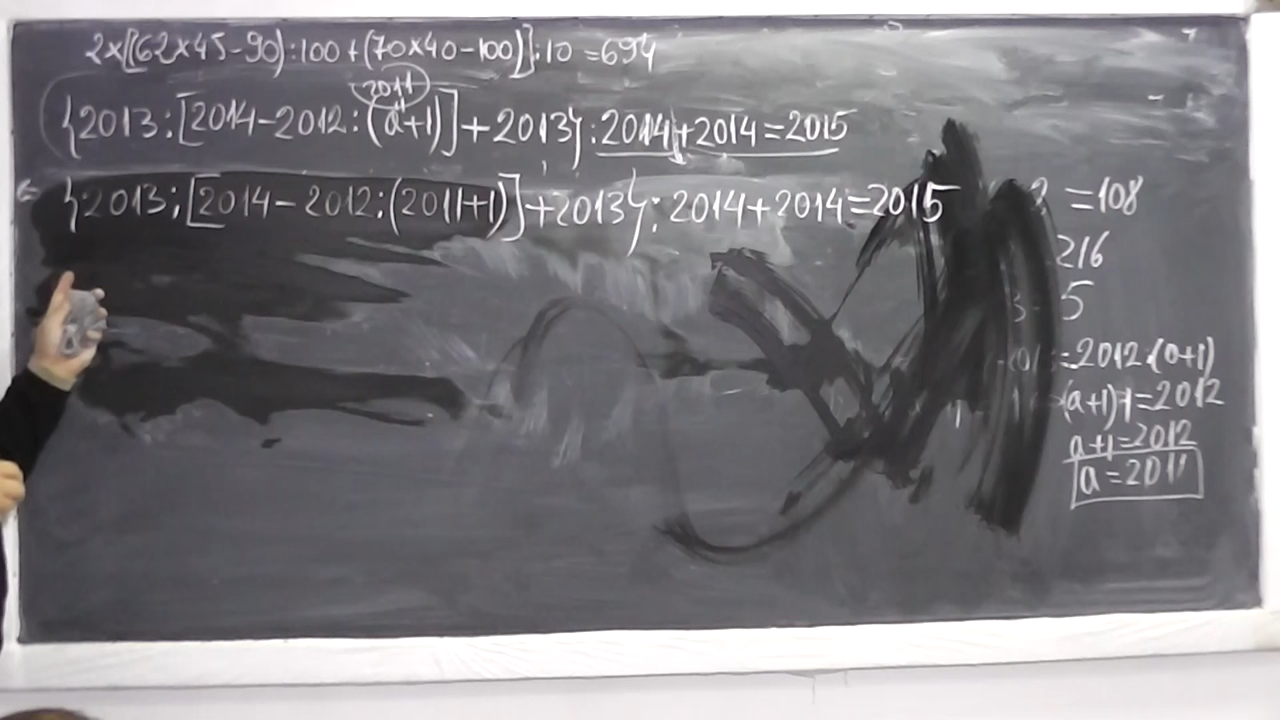 2×[(62×45-90):100+(70×40-100)]:10=694
2011
{2013:[2014-2012:(a+1)]+2013}:2014+2014=2015
{2013:[2014-2012:(2011+1)]+2013}:2014+2014=2015
=108
216
5
=2012·(0+1)
(a+1)·1=2012
a+1=2012
a=2011